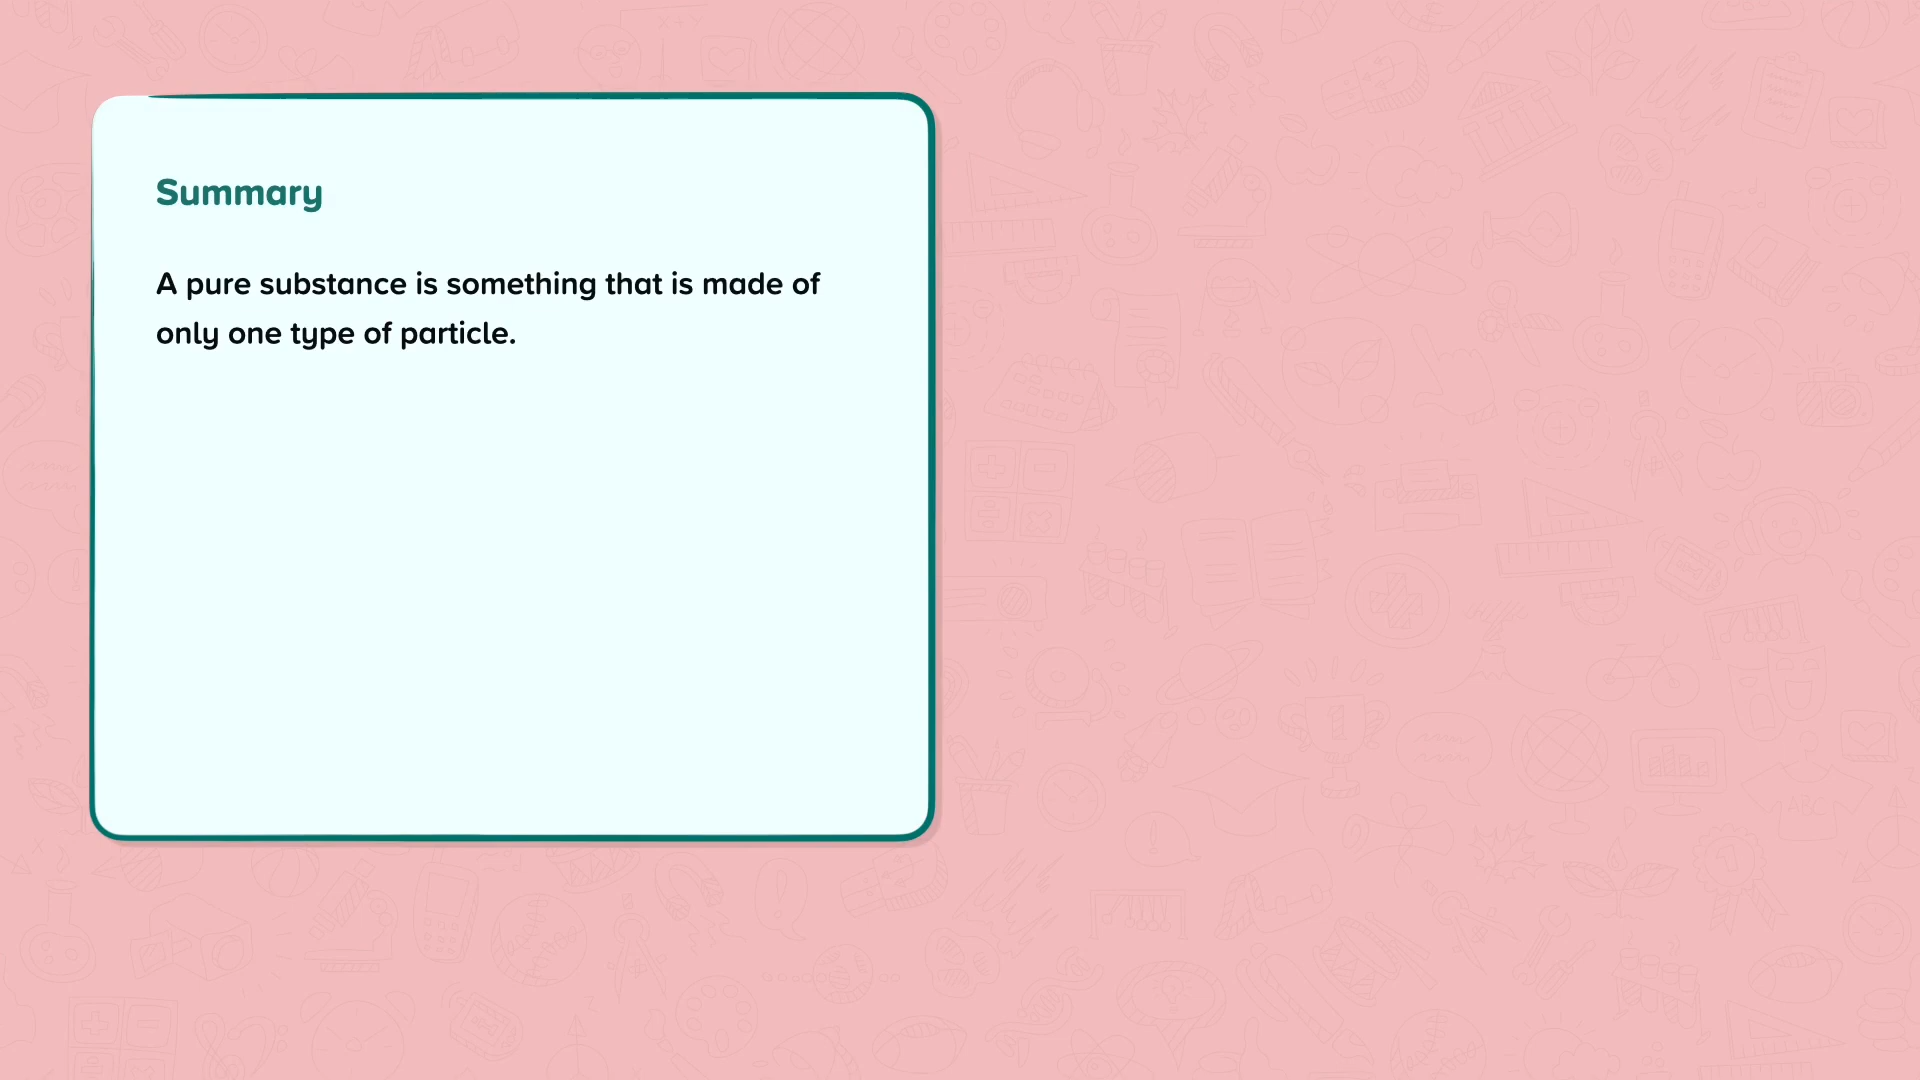 Summary
A pure substance is something that is made of
only one type of particle.